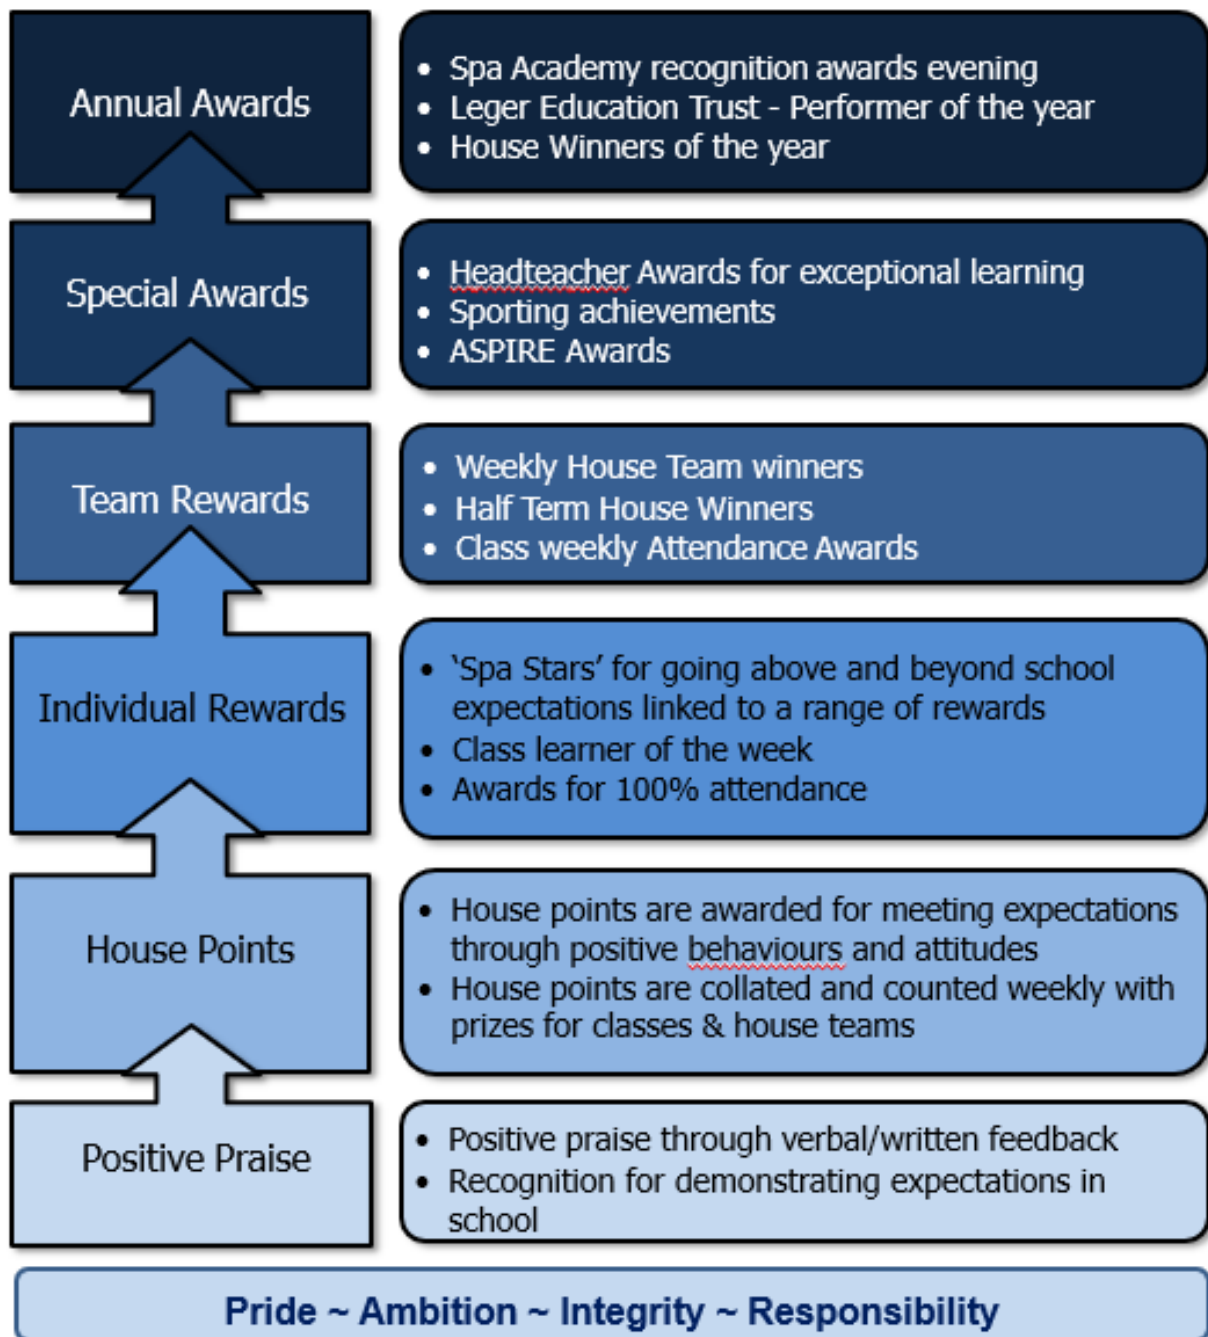 Annual Awards
• Spa Academy recognition awards evening
• Leger Education Trust - Performer of the year
• House Winners of the year
Special Awards
• Headteacher Awards for exceptional learning
• Sporting achievements
• ASPIRE Awards
Team Rewards
• Weekly House Team winners
• Half Term House Winners
• Class weekly Attendance Awards
Individual Rewards
• ‘Spa Stars’ for going above and beyond school
expectations linked to a range of rewards
• Class learner of the week
• Awards for 100% attendance
House Points
• House points are awarded for meeting expectations
through positive behaviours and attitudes
• House points are collated and counted weekly with
prizes for classes & house teams
Positive Praise
• Positive praise through verbal/written feedback
• Recognition for demonstrating expectations in
school
Pride ~ Ambition ~ Integrity ~ Responsibility